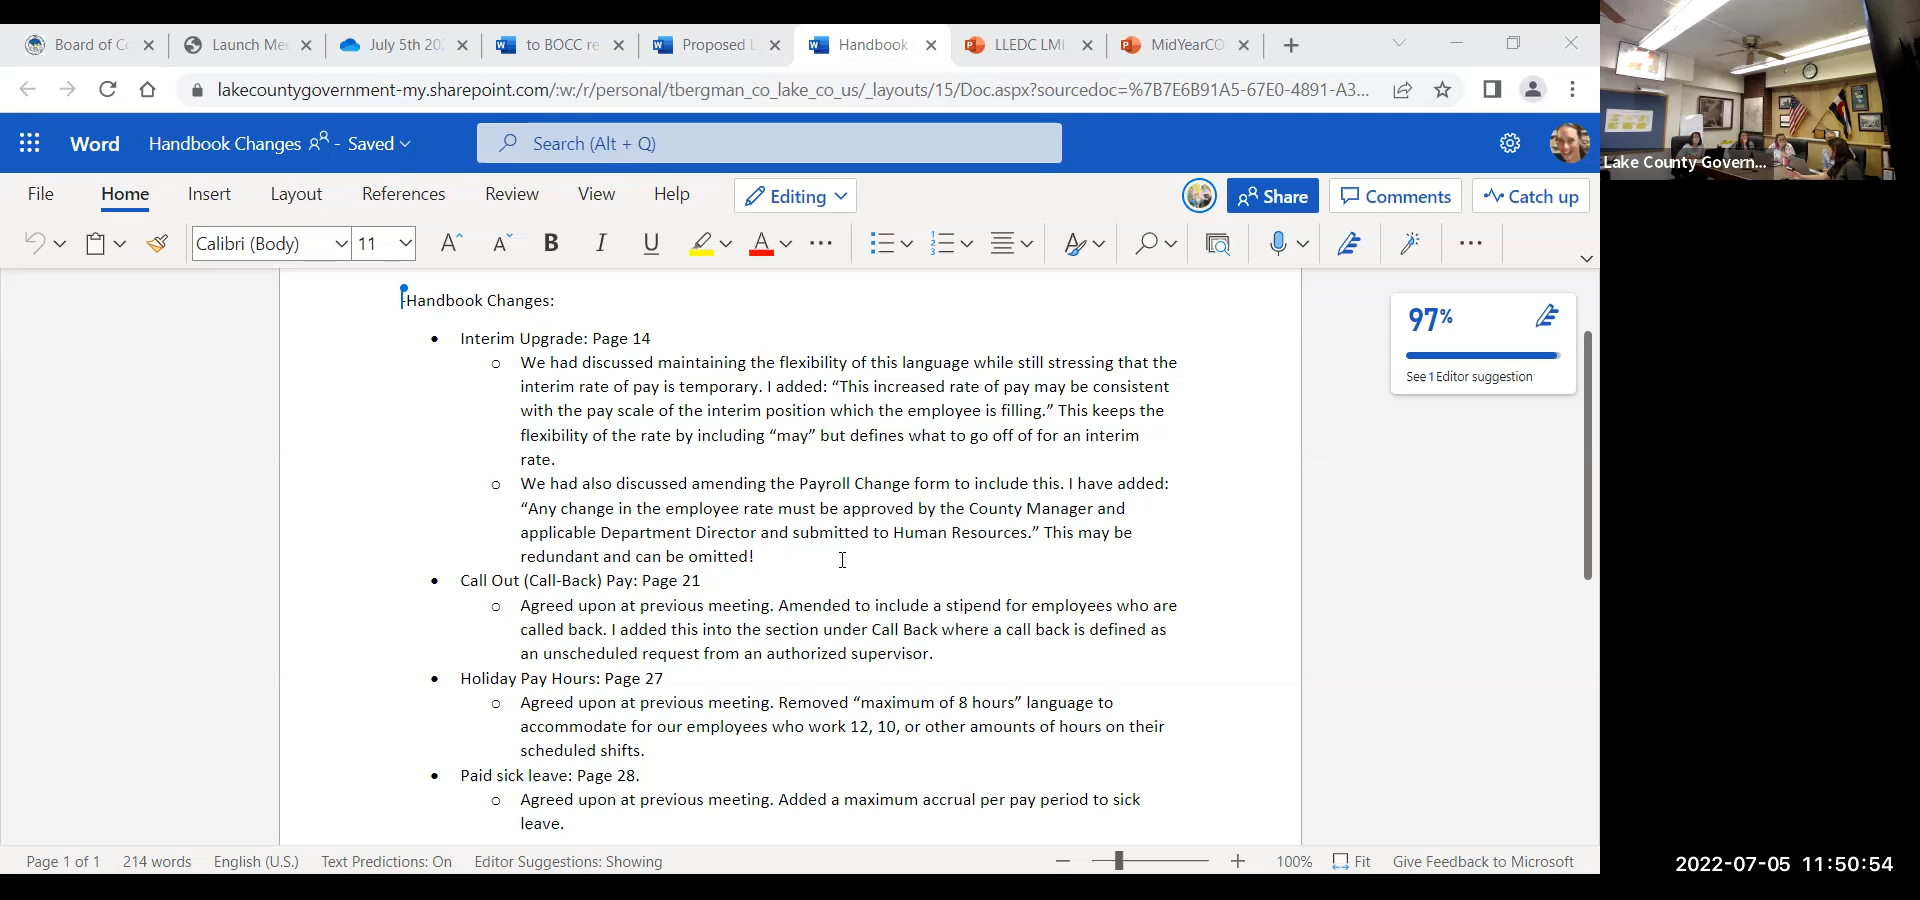 Board of Co
Launch Me
July 5th 20
to BOCC re
Proposed L
Handbook
LLEDC LMI
MidYearCO
lakecountygovernment-my.sharepoint.com/:w:/r/personal/tbergman_co_lake_co_us/_layouts/15/Doc.aspx?sourcedoc=%7B7E6B91A5-67E0-4891-A3...
Word
Handbook Changes - Saved
Search (Alt + Q)
Lake County Govern...
File Home Insert Layout References Review View Help Editing Share Comments Catch up
Calibri (Body) 11
Handbook Changes:
• Interim Upgrade: Page 14
o We had discussed maintaining the flexibility of this language while still stressing that the
interim rate of pay is temporary. I added: “This increased rate of pay may be consistent
with the pay scale of the interim position which the employee is filling.” This keeps the
flexibility of the rate by including “may” but defines what to go off of for an interim
rate.
o We had also discussed amending the Payroll Change form to include this. I have added:
“Any change in the employee rate must be approved by the County Manager and
applicable Department Director and submitted to Human Resources.” This may be
redundant and can be omitted!
• Call Out (Call-Back) Pay: Page 21
o Agreed upon at previous meeting. Amended to include a stipend for employees who are
called back. I added this into the section under Call Back where a call back is defined as
an unscheduled request from an authorized supervisor.
• Holiday Pay Hours: Page 27
o Agreed upon at previous meeting. Removed “maximum of 8 hours” language to
accommodate for our employees who work 12, 10, or other amounts of hours on their
scheduled shifts.
• Paid sick leave: Page 28.
o Agreed upon at previous meeting. Added a maximum accrual per pay period to sick
leave.
97%
See 1 Editor suggestion
Page 1 of 1 214 words English (U.S.) Text Predictions: On Editor Suggestions: Showing 100% Fit Give Feedback to Microsoft
2022-07-05 11:50:54